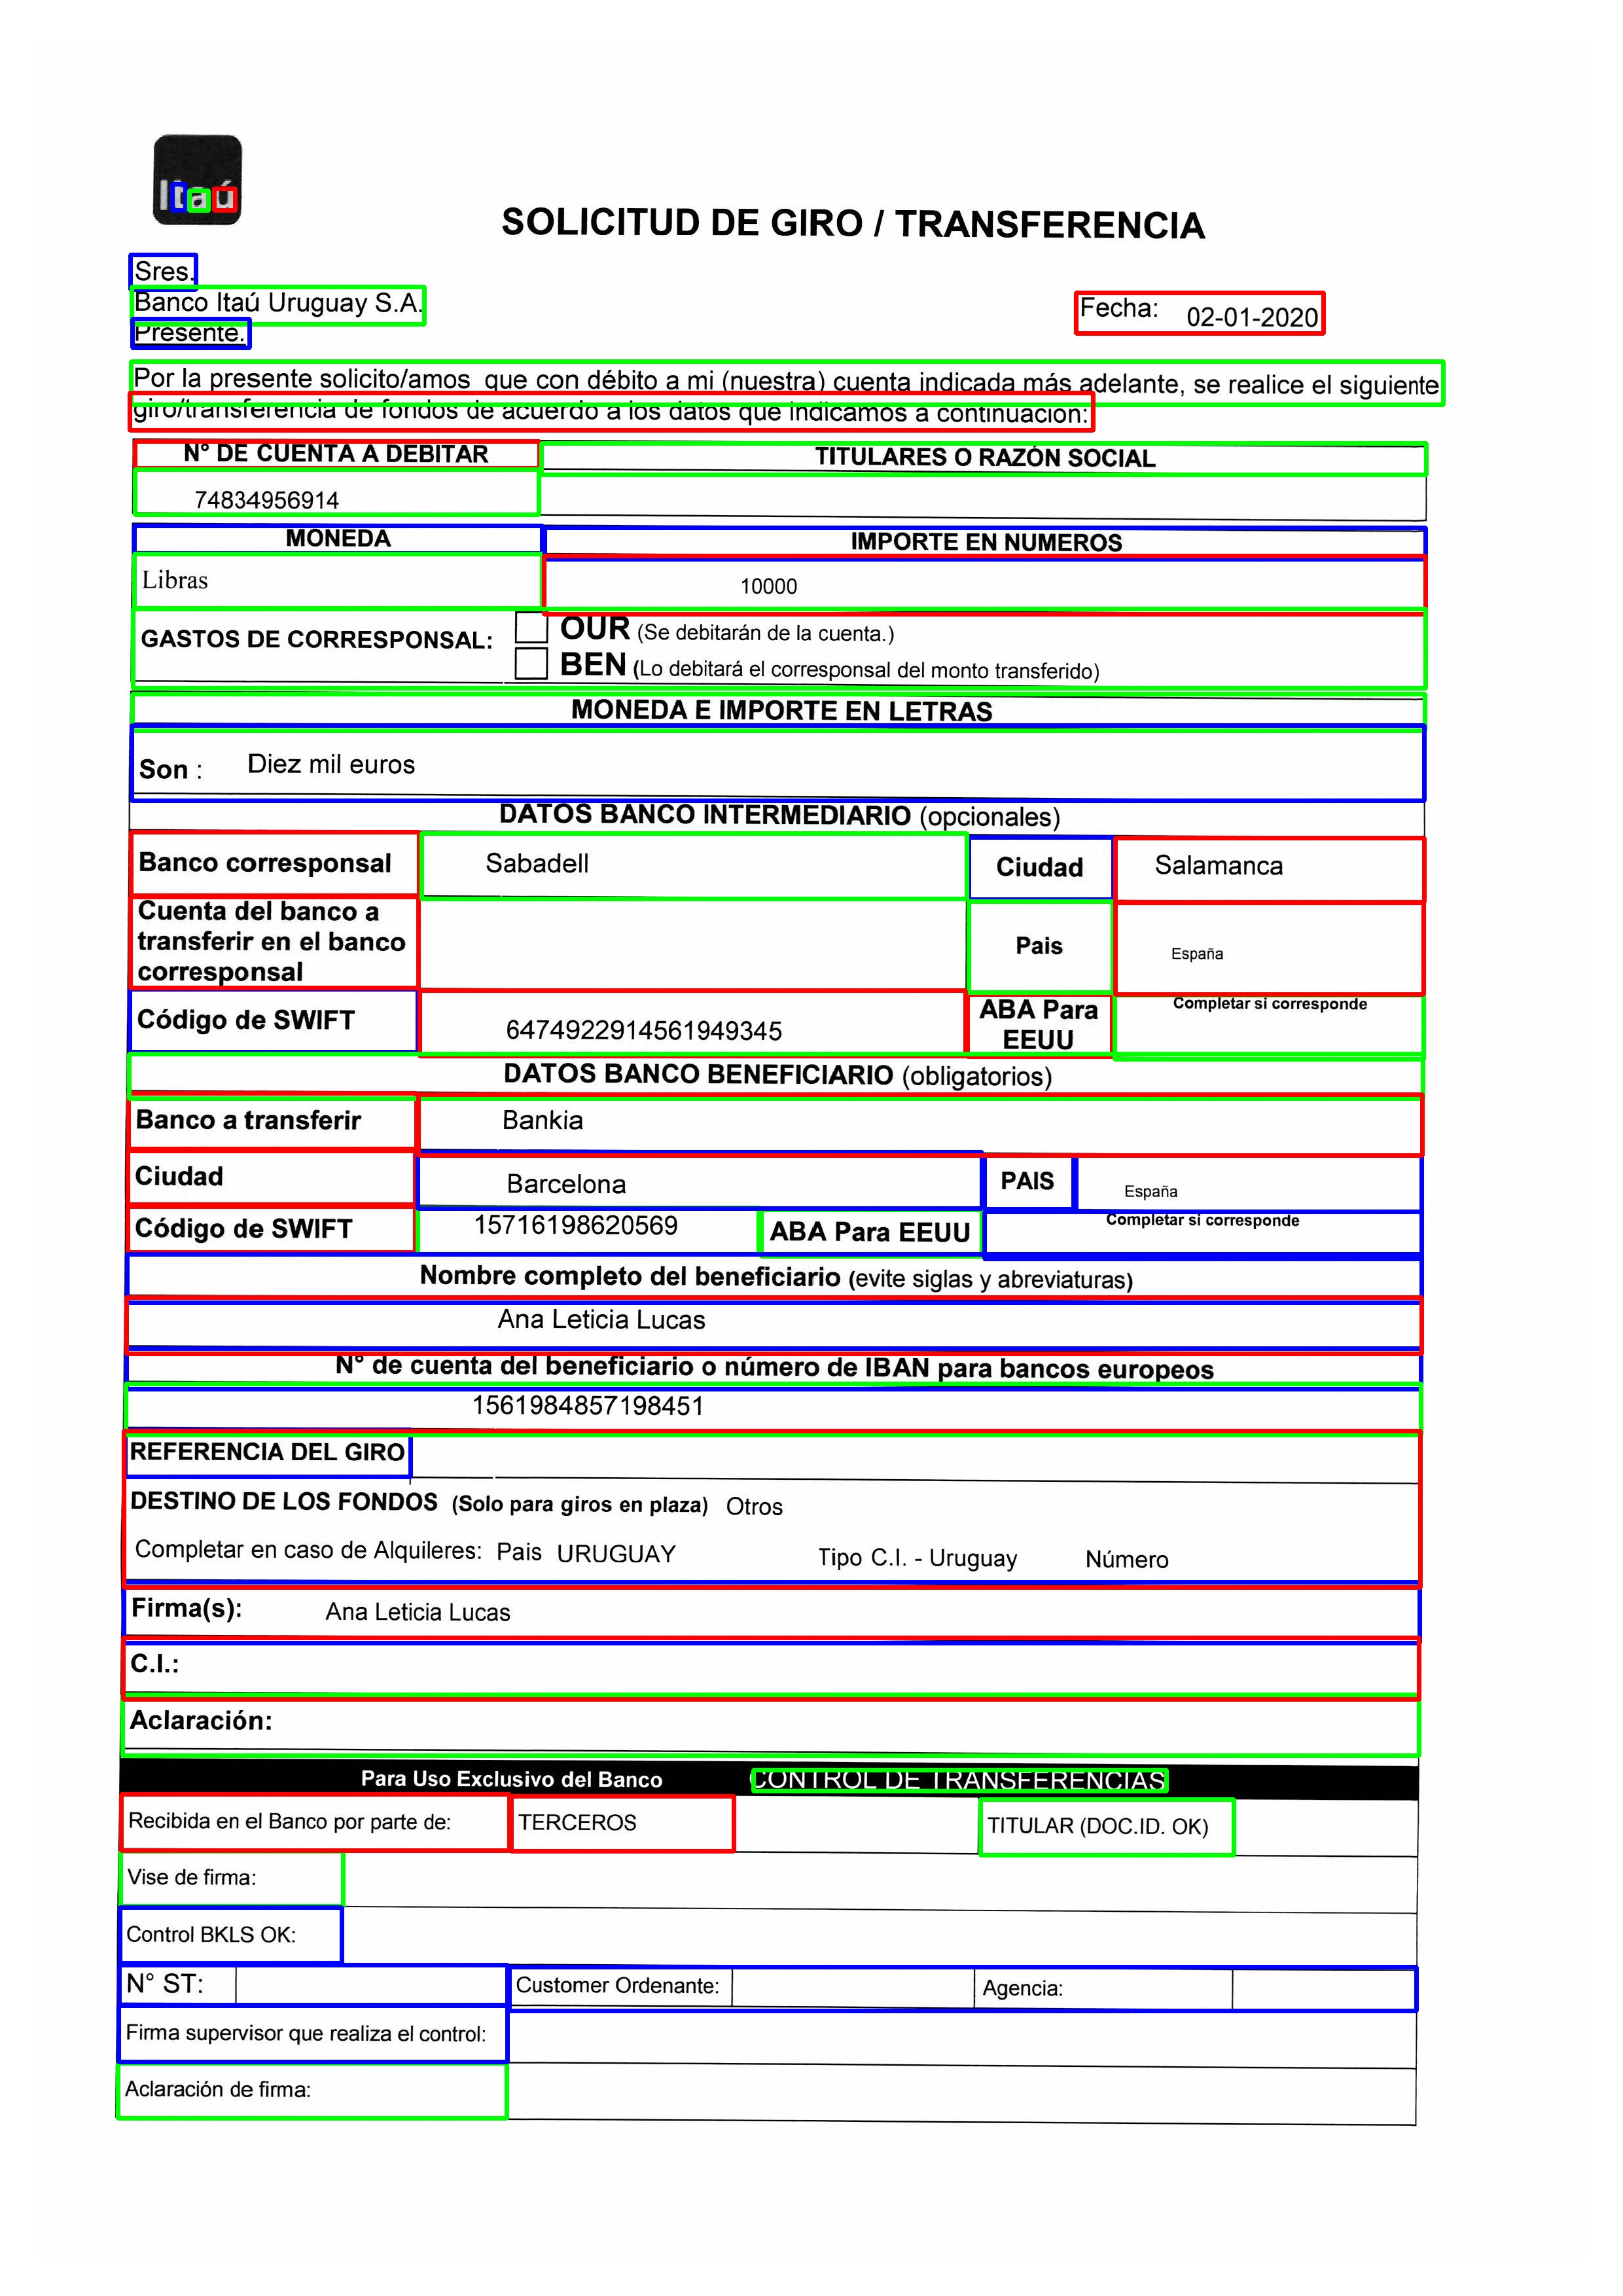 Itaú
SOLICITUD DE GIRO / TRANSFERENCIA
Sres.
Banco Itaú Uruguay S.A.
Fecha: 02-01-2020
Presente.
Por la presente solicito/amos que con débito a mi (nuestra) cuenta indicada más adelante, se realice el siguiente
giro/transferencia de fondos de acuerdo a los datos que indicamos a continuación:
N° DE CUENTA A DEBITAR TITULARES O RAZÓN SOCIAL
74834956914
MONEDA IMPORTE EN NUMEROS
Libras 10000
GASTOS DE CORRESPONSAL: OUR (Se debitarán de la cuenta.)
BEN (Lo debitará el corresponsal del monto transferido)
MONEDA E IMPORTE EN LETRAS
Son : Diez mil euros
DATOS BANCO INTERMEDIARIO (opcionales)
Banco corresponsal Sabadell Ciudad Salamanca
Cuenta del banco a
transferir en el banco
corresponsal
Pais España
Código de SWIFT 6474922914561949345 ABA Para
EEUU
Completar si corresponde
DATOS BANCO BENEFICIARIO (obligatorios)
Banco a transferir Bankia
Ciudad Barcelona PAIS España
Código de SWIFT 15716198620569 ABA Para EEUU Completar si corresponde
Nombre completo del beneficiario (evite siglas y abreviaturas)
Ana Leticia Lucas
N° de cuenta del beneficiario o número de IBAN para bancos europeos
1561984857198451
REFERENCIA DEL GIRO
DESTINO DE LOS FONDOS (Solo para giros en plaza) Otros
Completar en caso de Alquileres: Pais URUGUAY Tipo C.I. - Uruguay Número
Firma(s): Ana Leticia Lucas
C.I.:
Aclaración:
Para Uso Exclusivo del Banco CONTROL DE TRANSFERENCIAS
Recibida en el Banco por parte de: TERCEROS TITULAR (DOC.ID. OK)
Vise de firma:
Control BKLS OK:
N° ST: Customer Ordenante: Agencia:
Firma supervisor que realiza el control:
Aclaración de firma: